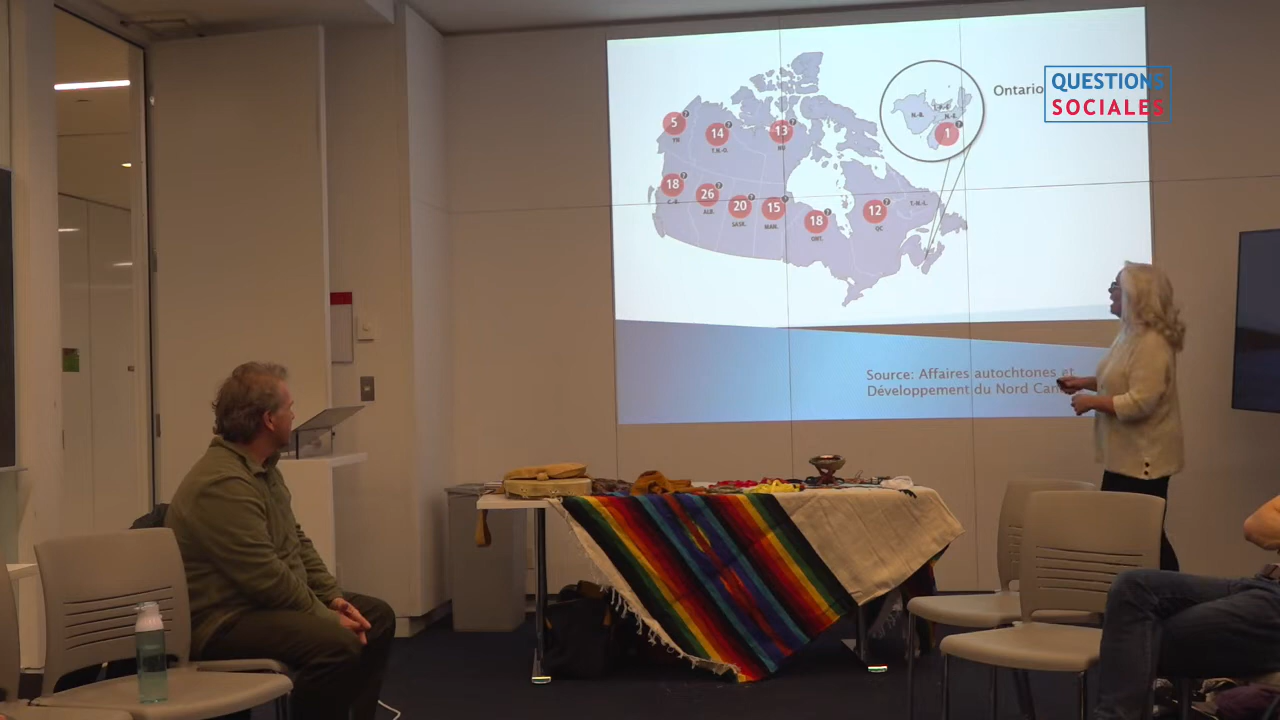 QUESTIONS
SOCIALES
Ontario
N.-B.
N.-É.
1
5
YN
14
T.N.-O.
13
NU
18
C.-B.
26
ALB.
20
SASK.
15
MAN.
18
ONT.
12
QC
T.-N.-L.
Source: Affaires autochtones et
Développement du Nord